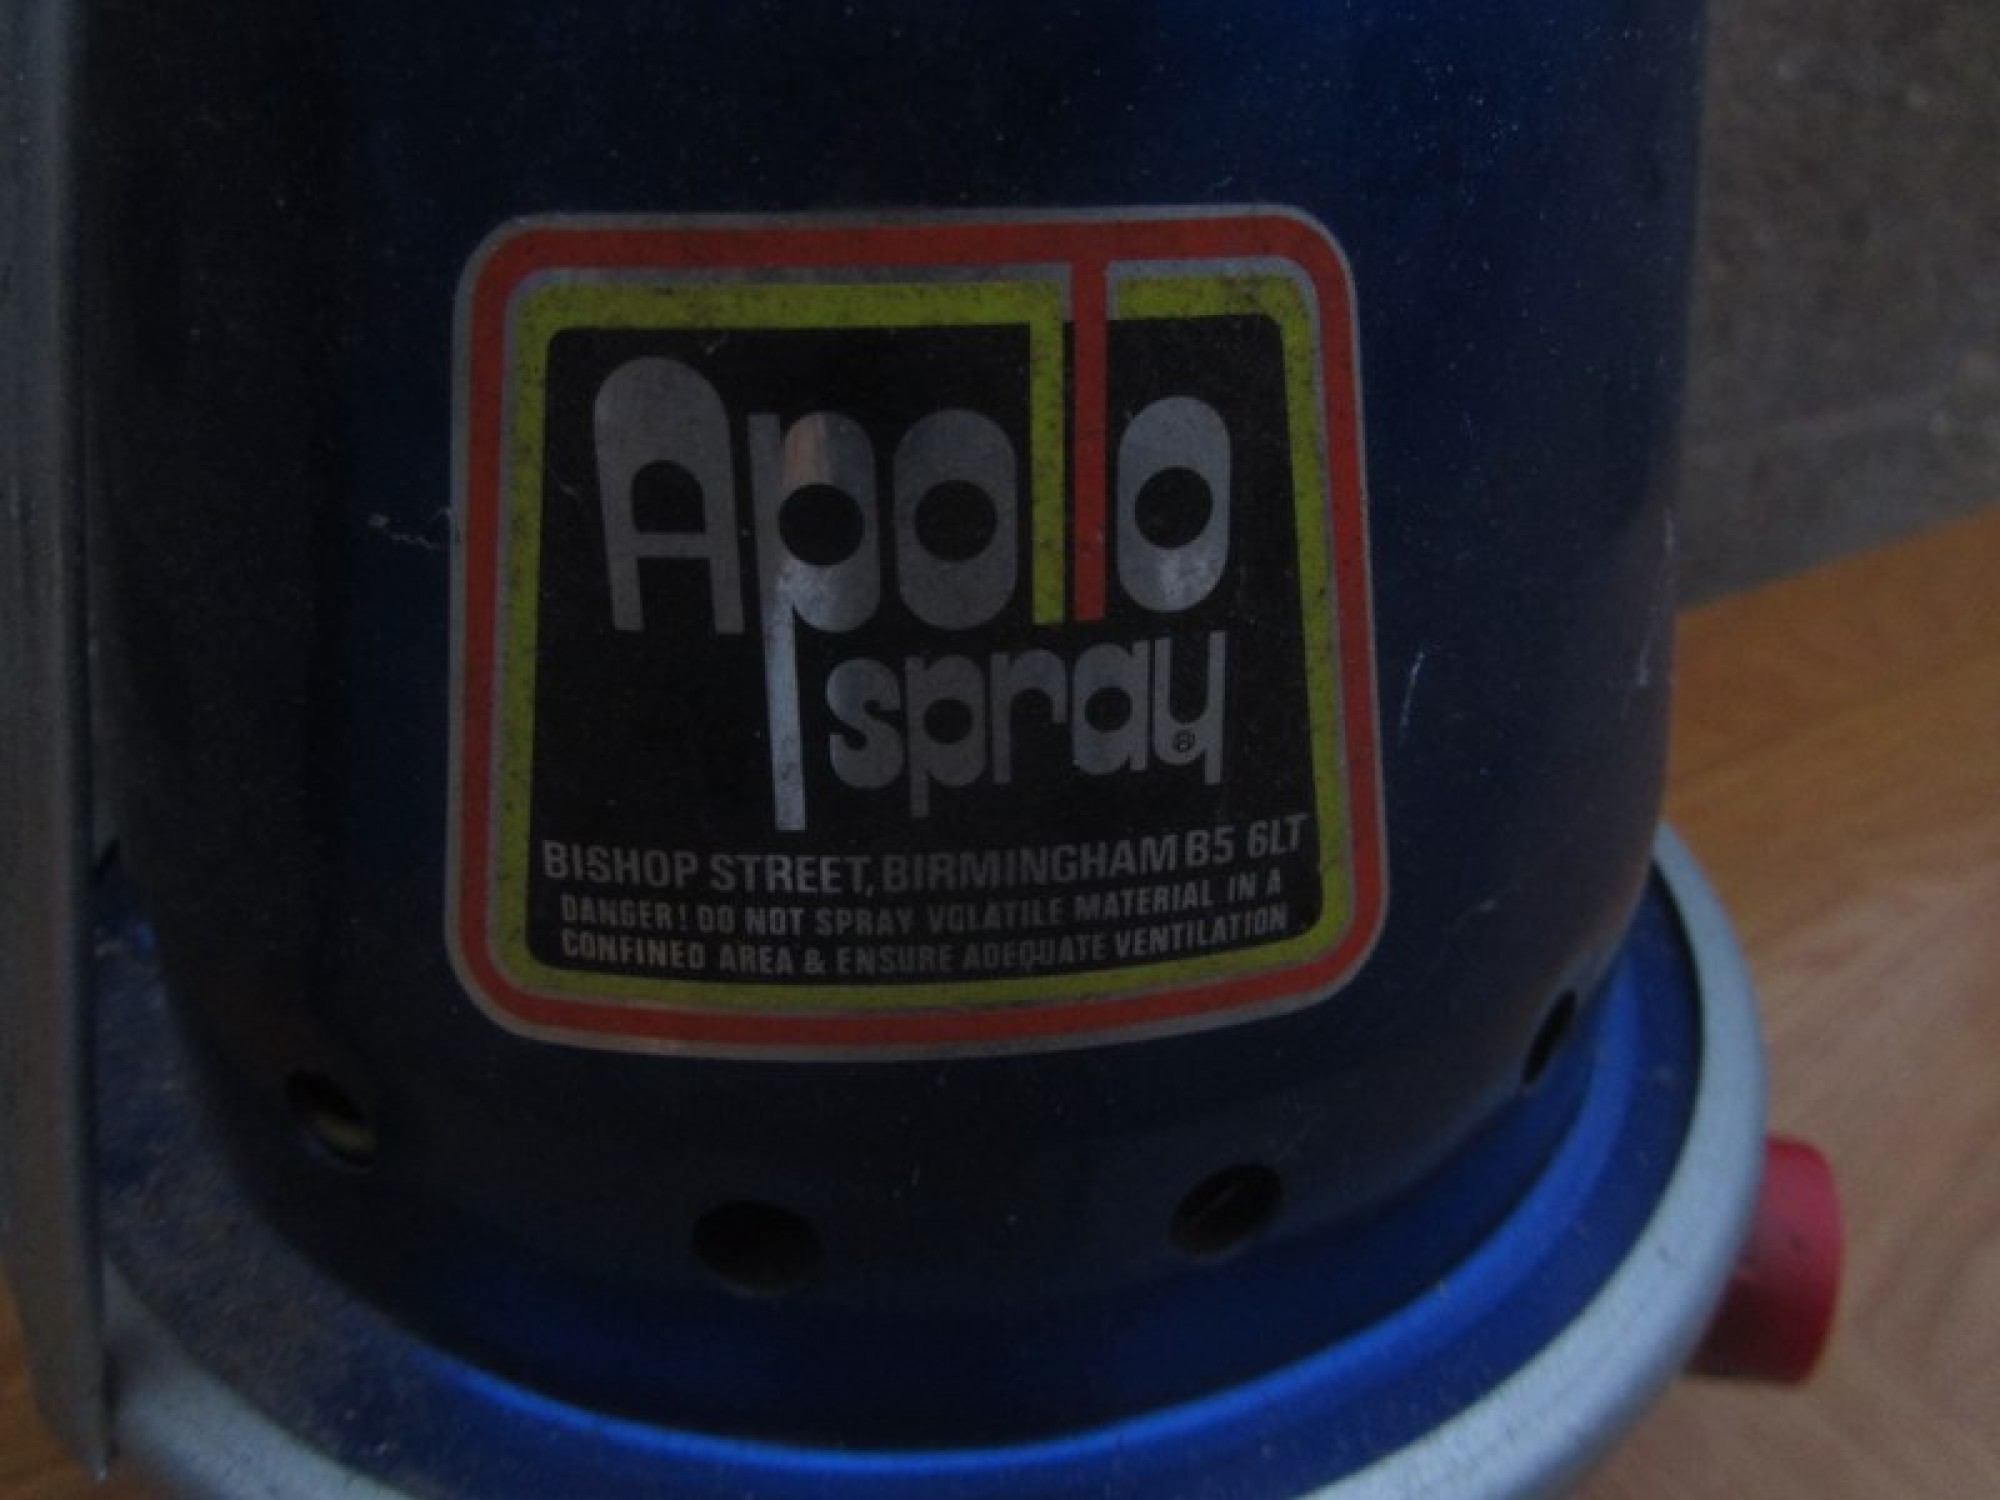 Apollo
spray ®
BISHOP STREET, BIRMINGHAM B5 6LT
DANGER! DO NOT SPRAY VOLATILE MATERIAL IN A
CONFINED AREA & ENSURE ADEQUATE VENTILATION